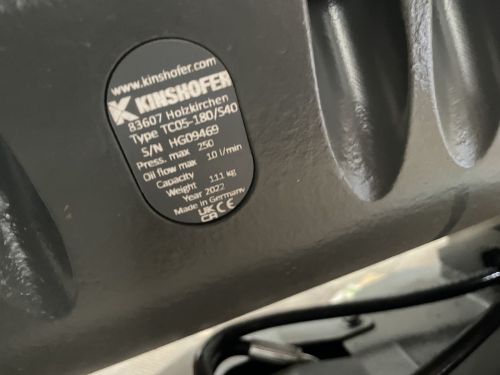 www.kinshofer.com
KINSHOFER
83607 Holzkirchen
Type TC05-180/S40
S/N HG09469
Press. max 250
Oil flow max 10 l/min
Capacity
Weight 111 kg
Year 2022
Made in Germany
UK CA CE